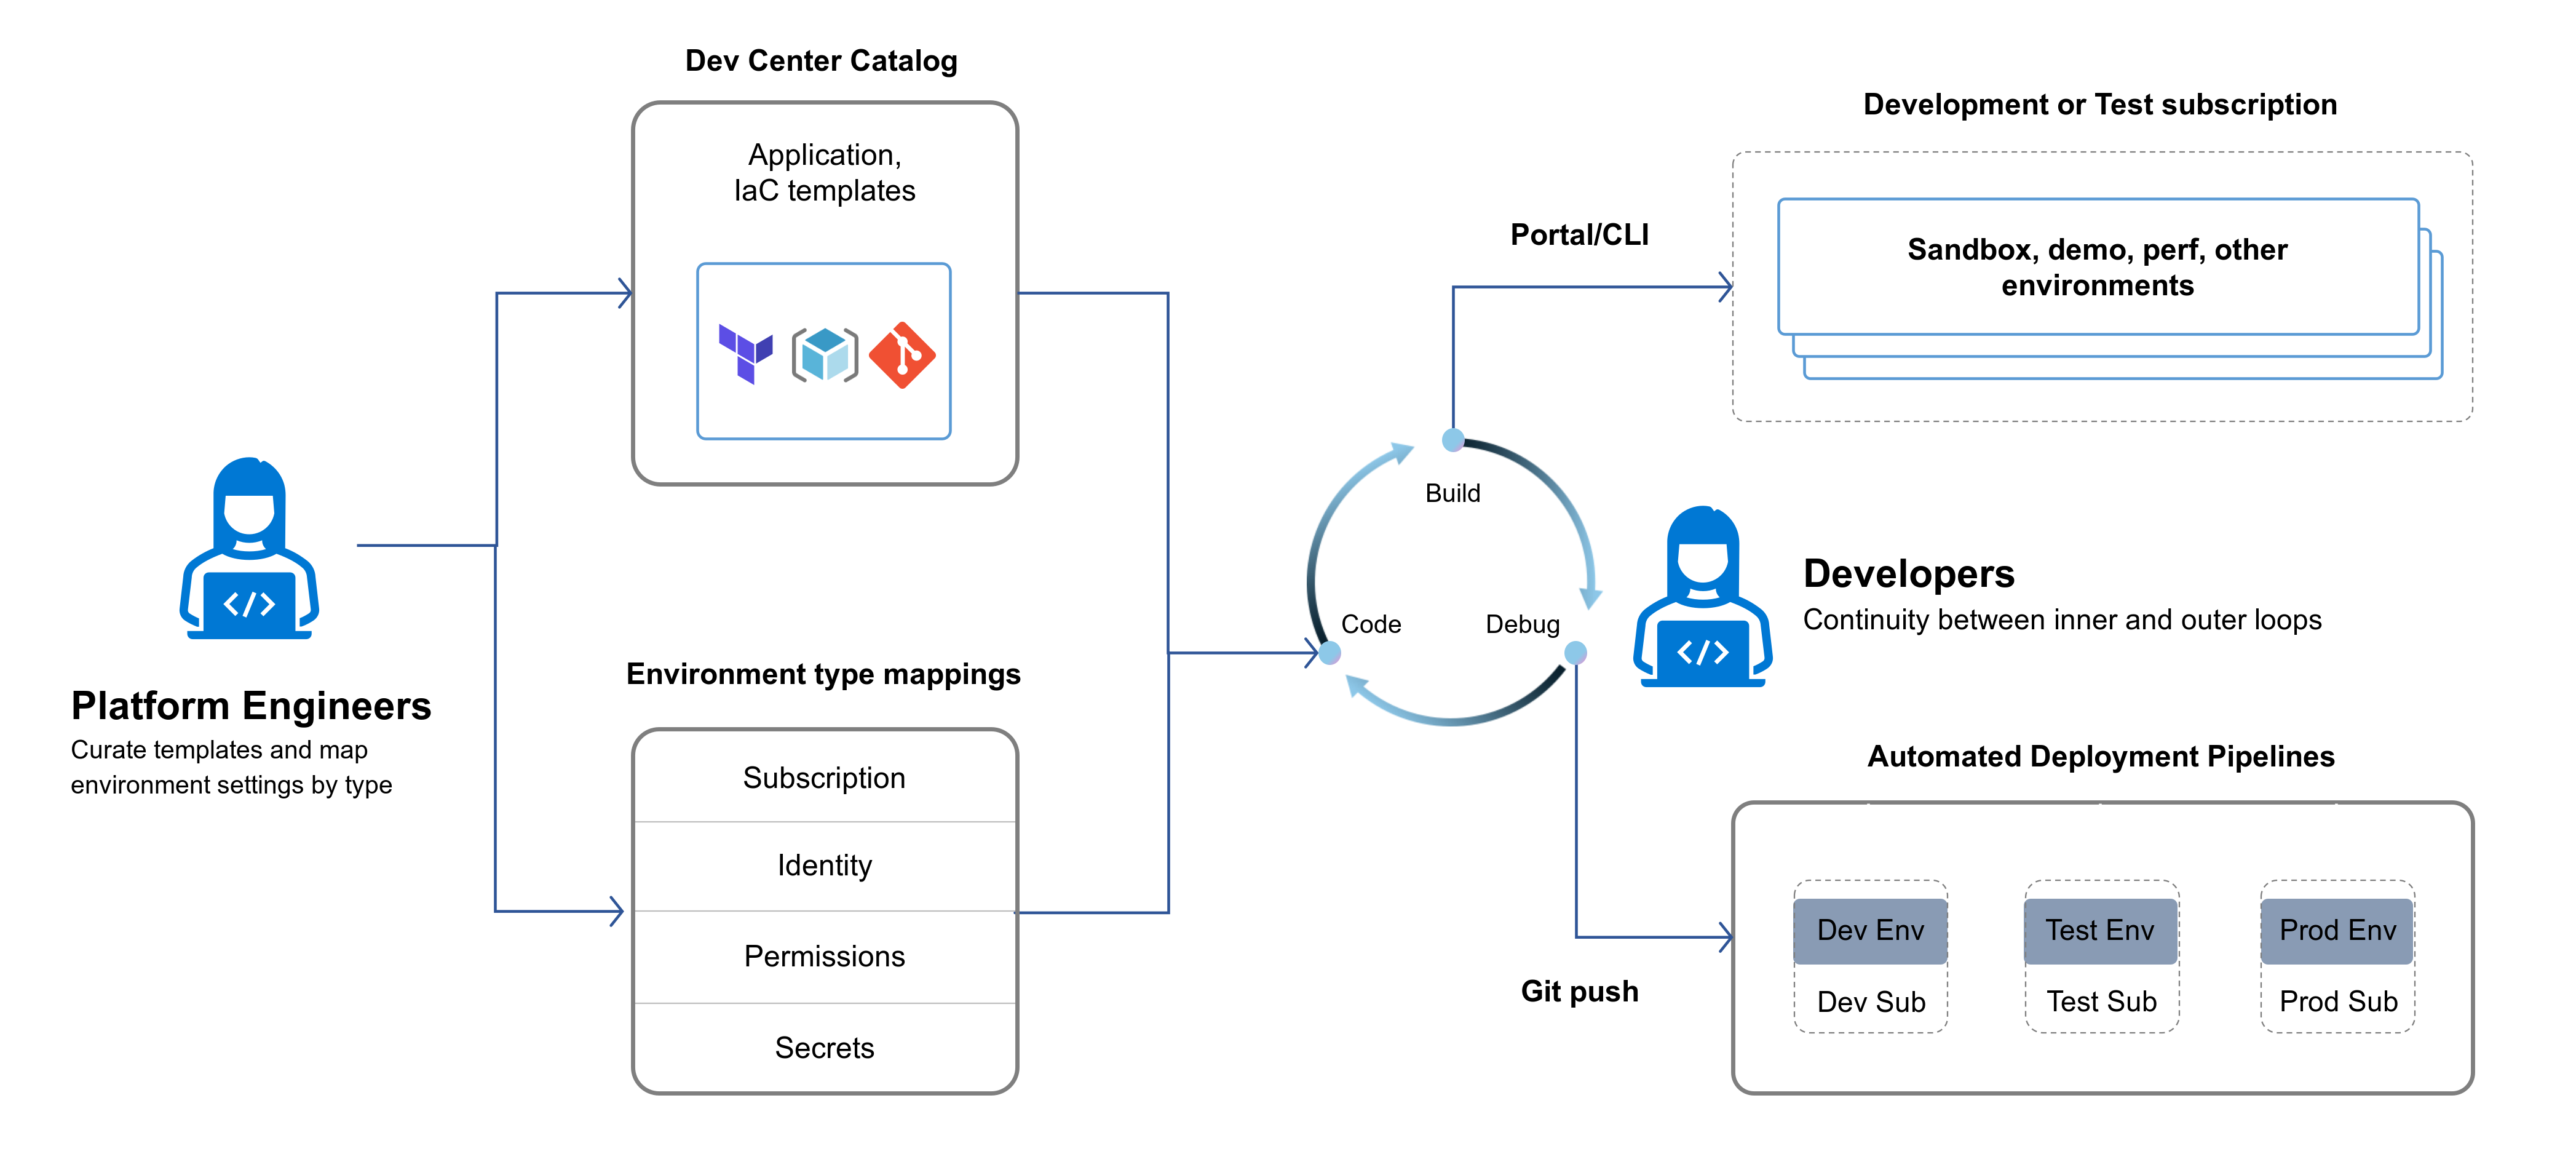 Dev Center Catalog
Application,
IaC templates
Platform Engineers
Curate templates and map
environment settings by type
Environment type mappings
Subscription
Identity
Permissions
Secrets
Build
Code
Debug
Portal/CLI
Development or Test subscription
Sandbox, demo, perf, other
environments
Developers
Continuity between inner and outer loops
Git push
Automated Deployment Pipelines
Dev Env
Dev Sub
Test Env
Test Sub
Prod Env
Prod Sub